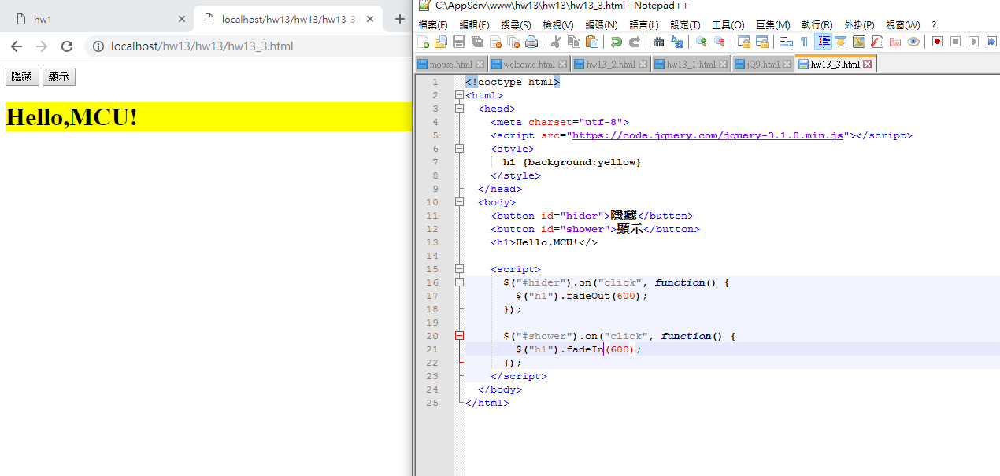 hw1
localhost/hw13/hw13/hw13_3.
localhost/hw13/hw13/hw13_3.html
隱藏 顯示
Hello,MCU!
C:\AppServ\www\hw13\hw13\hw13_3.html - Notepad++
檔案(F) 編輯(E) 搜尋(S) 檢視(V) 編碼(N) 語言(L) 設定(T) 工具(O) 巨集(M) 執行(R) 外掛(P) 視窗(W) ?
mouse.html welcome.html hw13_2.html hw13_1.html jQ9.html hw13_3.html
1 <!doctype html>
2 <html>
3 <head>
4 <meta charset="utf-8">
5 <script src="https://code.jquery.com/jquery-3.1.0.min.js"></script>
6 <style>
7 h1 {background:yellow}
8 </style>
9 </head>
10 <body>
11 <button id="hider">隱藏</button>
12 <button id="shower">顯示</button>
13 <h1>Hello,MCU!</>
14
15 <script>
16 $("#hider").on("click", function() {
17 $("h1").fadeOut(600);
18 });
19
20 $("#shower").on("click", function() {
21 $("h1").fadeIn(600);
22 });
23 </script>
24 </body>
25 </html>